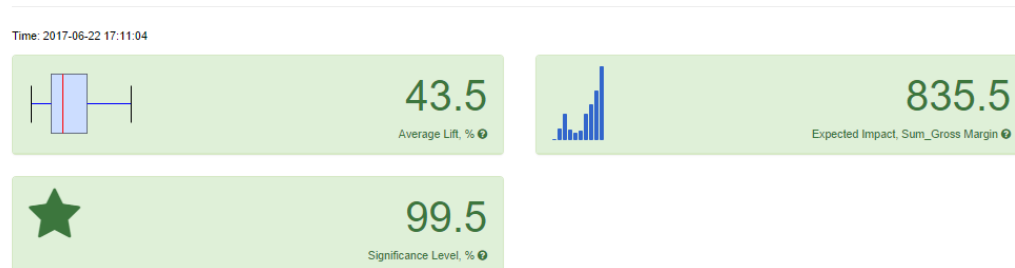 Time: 2017-06-22 17:11:04
43.5
Average Lift, %
835.5
Expected Impact, Sum_Gross Margin
99.5
Significance Level, %